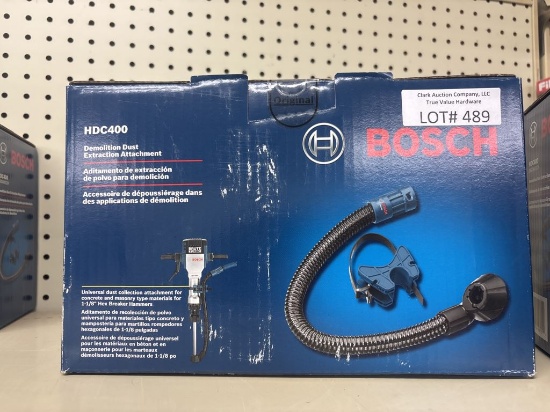 Original
Clark Auction Company, LLC
True Value Hardware
LOT# 489
HDC400
BOSCH
Demolition Dust
Extraction Attachment
Aditamento de extracción
de polvo para demolición
Accessoire de dépoussiérage dans
des applications de démolition
Universal dust collection attachment for
concrete and masonry type materials for
1-1/8" Hex Breaker Hammers
Aditamento de recolección de polvo
universal para materiales tipo concreto y
mampostería para martillos rompedores
hexagonales de 1-1/8 pulgadas
Accessoire de dépoussiérage universel
pour les matériaux en béton et en
maçonnerie pour les marteaux
démolisseurs hexagonaux de 1-1/8 po